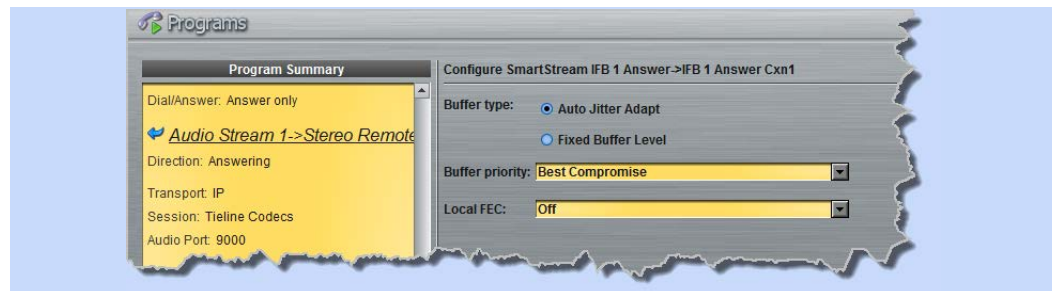 Programs
Program Summary
Dial/Answer: Answer only
Audio Stream 1->Stereo Remote
Direction: Answering
Transport: IP
Session: Tieline Codecs
Audio Port: 9000
Configure SmartStream IFB 1 Answer->IFB 1 Answer Cxn1
Buffer type:
Auto Jitter Adapt
Fixed Buffer Level
Buffer priority: Best Compromise
Local FEC: Off